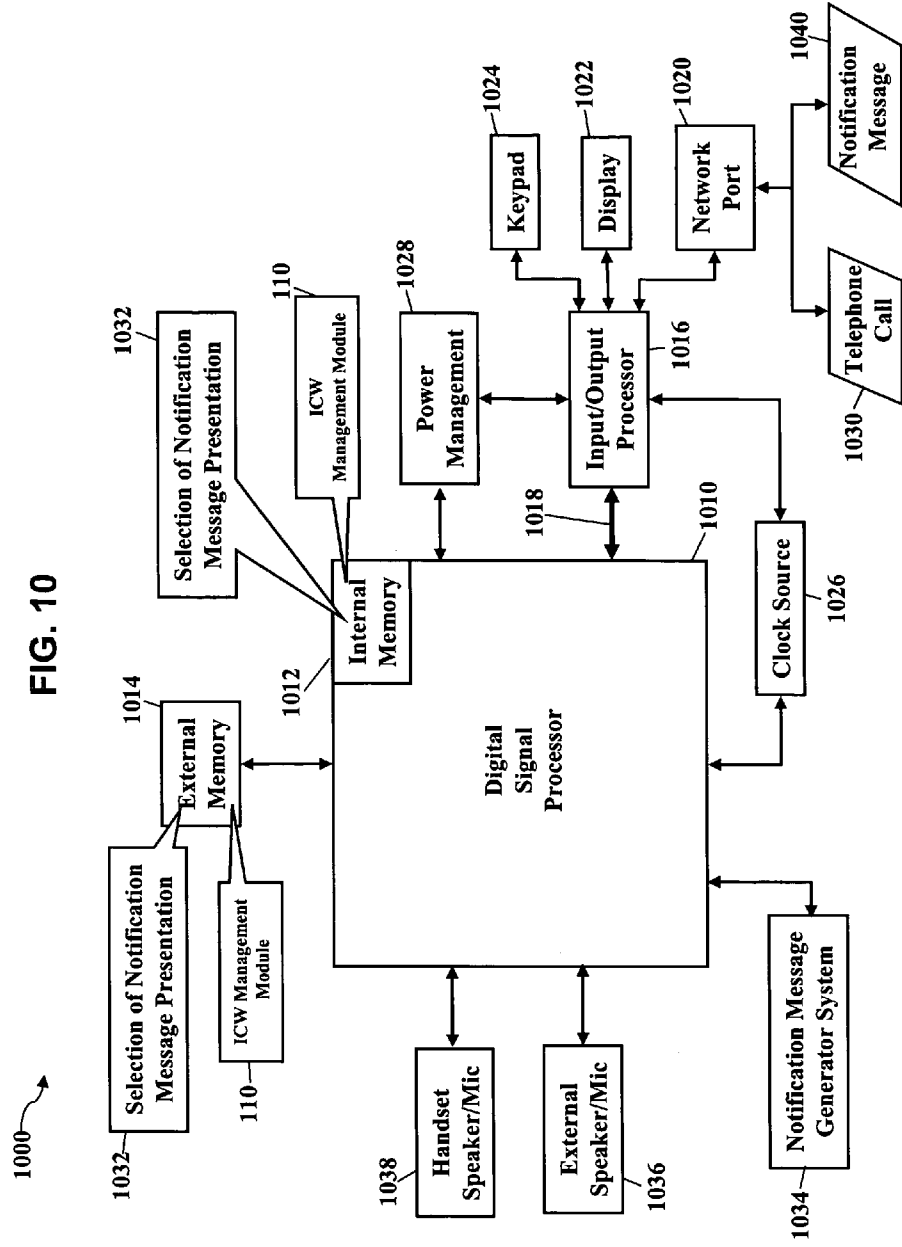 FIG. 10
1000
1032
Selection of Notification
Message Presentation
ICW Management
Module
110
1014
External
Memory
1032
Selection of Notification
Message Presentation
110
ICW
Management Module
1012
Internal
Memory
1028
Power
Management
1024
Keypad
1022
Display
1020
Network
Port
1018
Input/Output
Processor
1016
1010
Digital
Signal
Processor
1038
Handset
Speaker/Mic
External
Speaker/Mic
1036
Notification Message
Generator System
1034
Clock Source
1026
Telephone
Call
1030
1040
Notification
Message